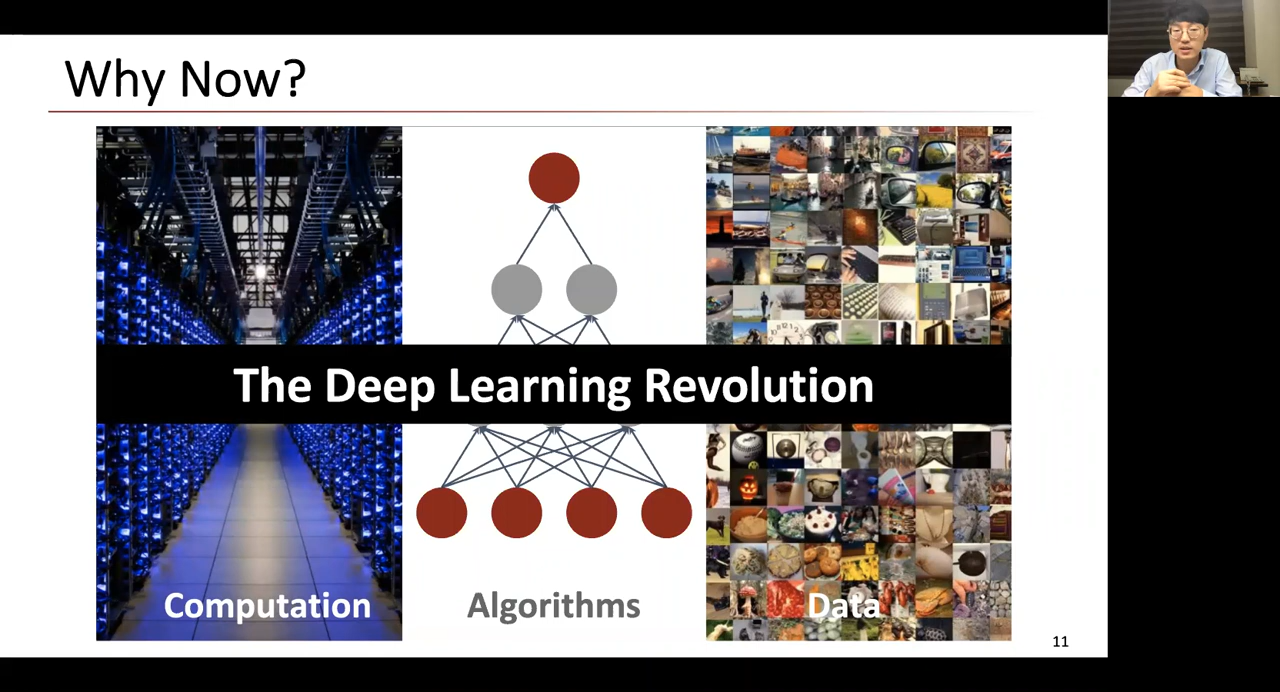 Why Now?
The Deep Learning Revolution
Computation
Algorithms
Data
11